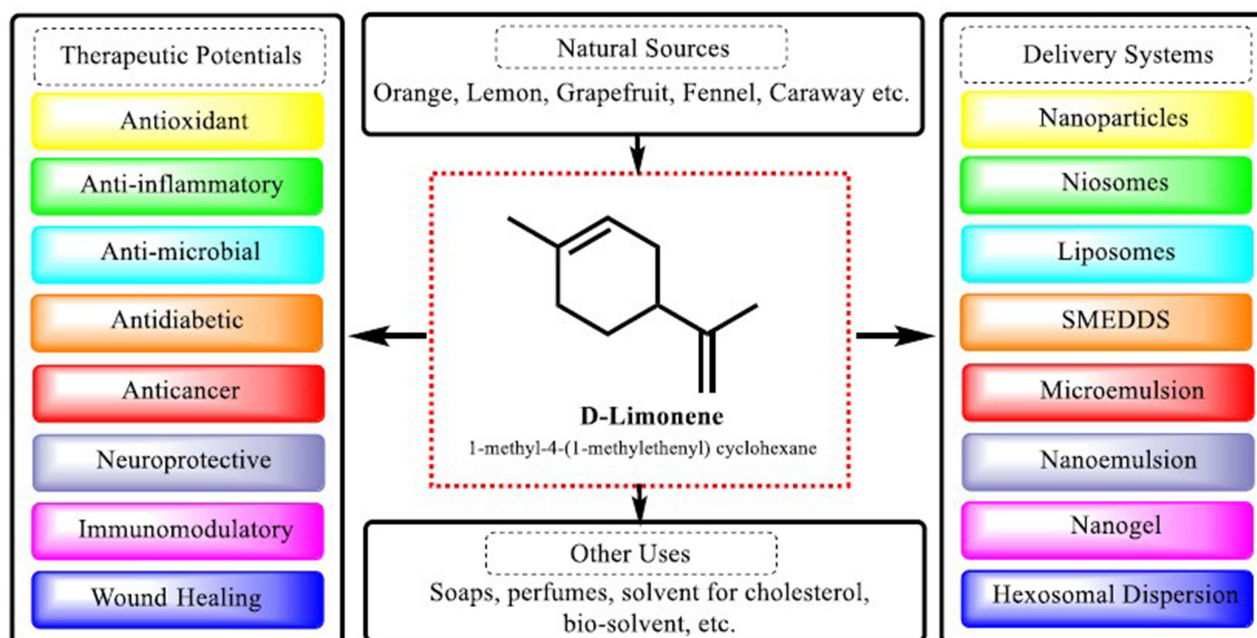 Therapeutic Potentials
Antioxidant
Anti-inflammatory
Anti-microbial
Antidiabetic
Anticancer
Neuroprotective
Immunomodulatory
Wound Healing
Natural Sources
Orange, Lemon, Grapefruit, Fennel, Caraway etc.
D-Limonene
1-methyl-4-(1-methylethenyl) cyclohexane
Other Uses
Soaps, perfumes, solvent for cholesterol,
bio-solvent, etc.
Delivery Systems
Nanoparticles
Niosomes
Liposomes
SMEDDS
Microemulsion
Nanoemulsion
Nanogel
Hexosomal Dispersion